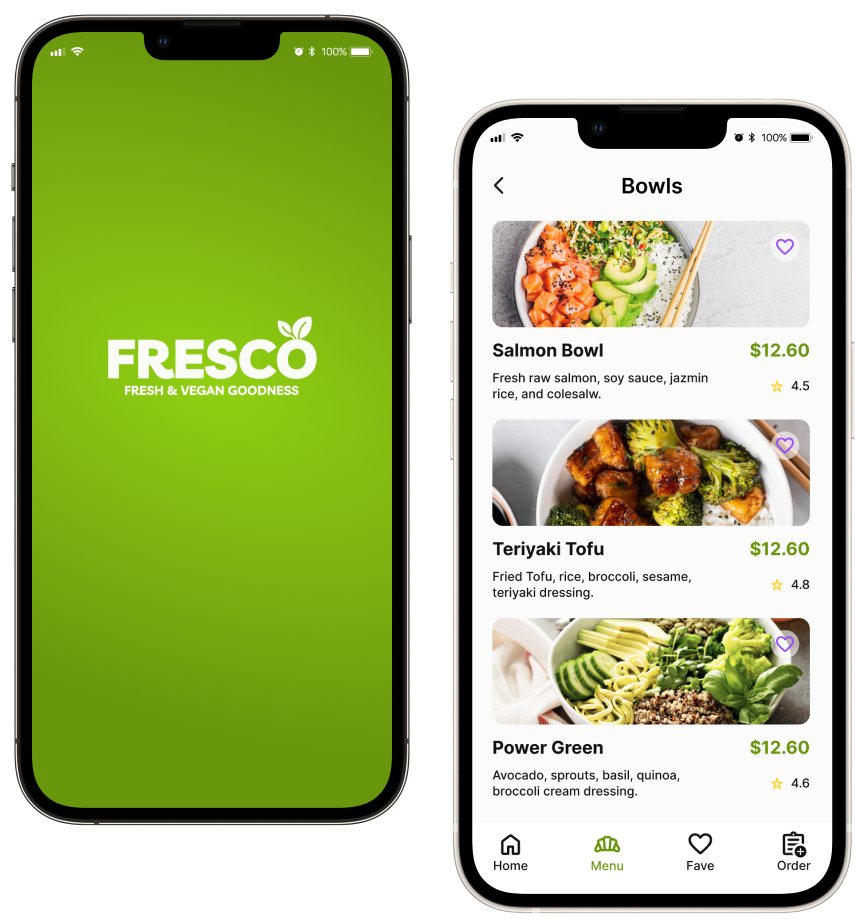 100%
FRESCO
FRESH & VEGAN GOODNESS
100%
Bowls
Salmon Bowl $12.60
Fresh raw salmon, soy sauce, jazmin
rice, and colesalw.
4.5
Teriyaki Tofu $12.60
Fried Tofu, rice, broccoli, sesame,
teriyaki dressing.
4.8
Power Green $12.60
Avocado, sprouts, basil, quinoa,
broccoli cream dressing.
4.6
Home Menu Fave Order